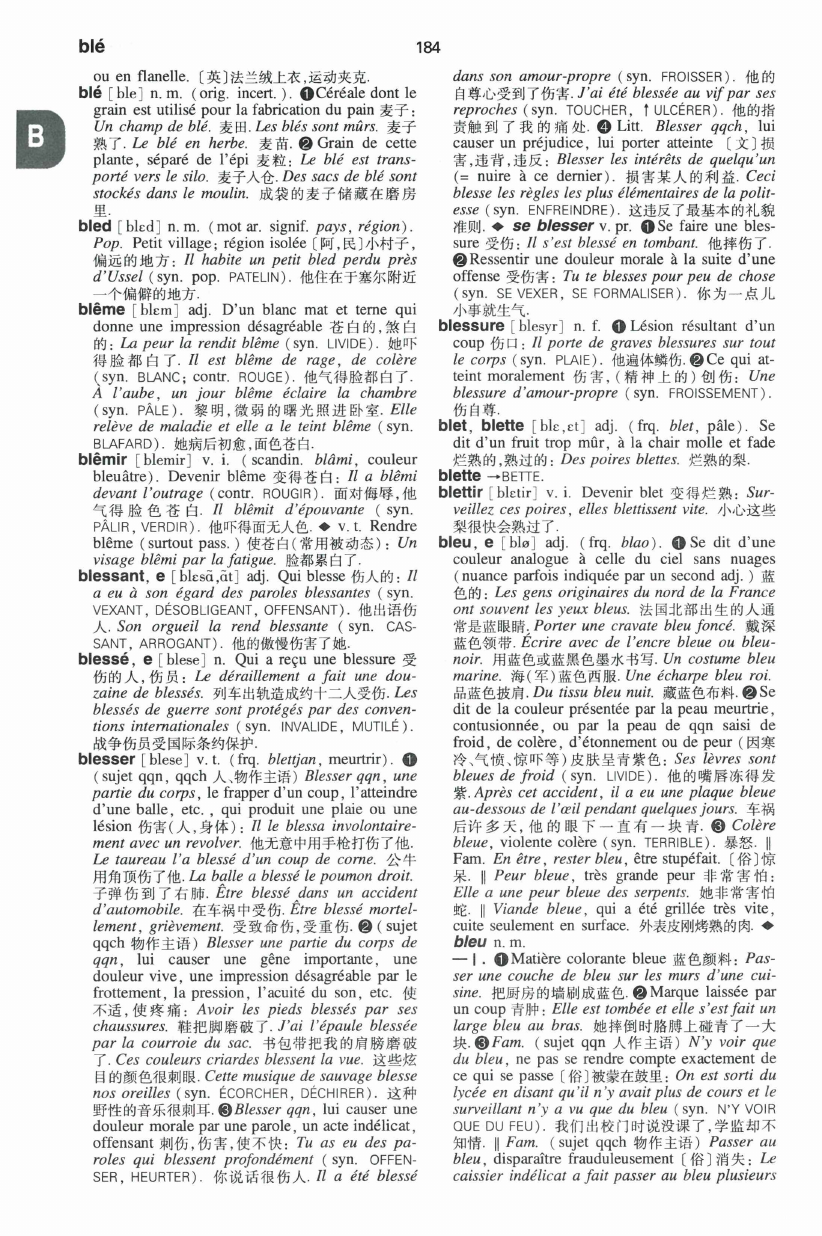 blé
184
B
ou en flanelle. 〔英〕法兰绒上衣,运动夹克.
blé [ble] n. m. (orig. incert.). ❶Céréale dont le
grain est utilisé pour la fabrication du pain 麦子:
Un champ de blé. 麦田. Les blés sont mûrs. 麦子
熟了. Le blé en herbe. 麦苗. ❷ Grain de cette
plante, séparé de l'épi 麦粒: Le blé est trans-
porté vers le silo. 麦子入仓. Des sacs de blé sont
stockés dans le moulin. 成袋的麦子储藏在磨房
里.
bled [blɛd] n. m. (mot ar. signif. pays, région).
Pop. Petit village; région isolée〔阿,民〕小村子,
偏远的地方: Il habite un petit bled perdu près
d'Ussel (syn. pop. PATELIN). 他住在于塞尔附近
一个偏僻的地方.
blême [blɛm] adj. D'un blanc mat et terne qui
donne une impression désagréable 苍白的,煞白
的: La peur la rendit blême (syn. LIVIDE). 她吓
得脸都白了. Il est blême de rage, de colère
(syn. BLANC; contr. ROUGE). 他气得脸都白了.
À l'aube, un jour blême éclaire la chambre
(syn. PÂLE). 黎明,微弱的曙光照进卧室. Elle
relève de maladie et elle a le teint blême (syn.
BLAFARD). 她病后初愈,面色苍白.
blêmir [blemir] v. i. (scandin. blâmi, couleur
bleuâtre). Devenir blême 变得苍白: Il a blêmi
devant l'outrage (contr. ROUGIR). 面对侮辱,他
气得脸色苍白. Il blêmit d'épouvante (syn.
PÂLIR, VERDIR). 他吓得面无人色. ◆ v. t. Rendre
blême (surtout pass.) 使苍白(常用被动态): Un
visage blêmi par la fatigue. 脸都累白了.
blessant, e [blɛsɑ̃,ɑ̃t] adj. Qui blesse 伤人的: Il
a eu à son égard des paroles blessantes (syn.
VEXANT, DÉSOBLIGEANT, OFFENSANT). 他出语伤
人. Son orgueil la rend blessante (syn. CAS-
SANT, ARROGANT). 他的傲慢伤害了她.
blessé, e [blese] n. Qui a reçu une blessure 受
伤的人,伤员: Le déraillement a fait une dou-
zaine de blessés. 列车出轨造成约十二人受伤. Les
blessés de guerre sont protégés par des conven-
tions internationales (syn. INVALIDE, MUTILÉ).
战争伤员受国际条约保护.
blesser [blese] v. t. (frq. blettjan, meurtrir). ❶
(sujet qqn, qqch 人、物作主语) Blesser qqn, une
partie du corps, le frapper d'un coup, l'atteindre
d'une balle, etc., qui produit une plaie ou une
lésion 伤害(人,身体): Il le blessa involontaire-
ment avec un revolver. 他无意中用手枪打伤了他.
Le taureau l'a blessé d'un coup de corne. 公牛
用角顶伤了他. La balle a blessé le poumon droit.
子弹伤到了右肺. Être blessé dans un accident
d'automobile. 在车祸中受伤. Être blessé mortel-
lement, grièvement. 受致命伤,受重伤. ❷ (sujet
qqch 物作主语) Blesser une partie du corps de
qqn, lui causer une gêne importante, une
douleur vive, une impression désagréable par le
frottement, la pression, l'acuité du son, etc. 使
不适,使疼痛: Avoir les pieds blessés par ses
chaussures. 鞋把脚磨破了. J'ai l'épaule blessée
par la courroie du sac. 书包带把我的肩膀磨破
了. Ces couleurs criardes blessent la vue. 这些炫
目的颜色很刺眼. Cette musique de sauvage blesse
nos oreilles (syn. ÉCORCHER, DÉCHIRER). 这种
野性的音乐很刺耳. ❸Blesser qqn, lui causer une
douleur morale par une parole, un acte indélicat,
offensant 刺伤,伤害,使不快: Tu as eu des pa-
roles qui blessent profondément (syn. OFFEN-
SER, HEURTER). 你说话很伤人. Il a été blessé
dans son amour-propre (syn. FROISSER). 他的
自尊心受到了伤害. J'ai été blessée au vif par ses
reproches (syn. TOUCHER, ↑ULCÉRER). 他的指
责触到了我的痛处. ❹ Litt. Blesser qqch, lui
causer un préjudice, lui porter atteinte 〔文〕损
害,违背,违反: Blesser les intérêts de quelqu'un
(= nuire à ce dernier). 损害某人的利益. Ceci
blesse les règles les plus élémentaires de la polit-
esse (syn. ENFREINDRE). 这违反了最基本的礼貌
准则. ◆ se blesser v. pr. ❶Se faire une bles-
sure 受伤: Il s'est blessé en tombant. 他摔伤了.
❷Ressentir une douleur morale à la suite d'une
offense 受伤害: Tu te blesses pour peu de chose
(syn. SE VEXER, SE FORMALISER). 你为一点儿
小事就生气.
blessure [blesyr] n. f. ❶ Lésion résultant d'un
coup 伤口: Il porte de graves blessures sur tout
le corps (syn. PLAIE). 他遍体鳞伤. ❷Ce qui at-
teint moralement 伤害,(精神上的)创伤: Une
blessure d'amour-propre (syn. FROISSEMENT).
伤自尊.
blet, blette [blɛ,ɛt] adj. (frq. blet, pâle). Se
dit d'un fruit trop mûr, à la chair molle et fade
烂熟的,熟过的: Des poires blettes. 烂熟的梨.
blette →BETTE.
blettir [blɛtir] v. i. Devenir blet 变得烂熟: Sur-
veillez ces poires, elles blettissent vite. 小心这些
梨很快会熟过了.
bleu, e [blø] adj. (frq. blao). ❶Se dit d'une
couleur analogue à celle du ciel sans nuages
(nuance parfois indiquée par un second adj.) 蓝
色的: Les gens originaires du nord de la France
ont souvent les yeux bleus. 法国北部出生的人通
常是蓝眼睛. Porter une cravate bleu foncé. 戴深
蓝色领带. Écrire avec de l'encre bleue ou bleu-
noir. 用蓝色或蓝黑色墨水书写. Un costume bleu
marine. 海(军)蓝色西服. Une écharpe bleu roi.
品蓝色披肩. Du tissu bleu nuit. 藏蓝色布料. ❷Se
dit de la couleur présentée par la peau meurtrie,
contusionnée, ou par la peau de qqn saisi de
froid, de colère, d'étonnement ou de peur (因寒
冷、气愤、惊吓等)皮肤呈青紫色: Ses lèvres sont
bleues de froid (syn. LIVIDE). 他的嘴唇冻得发
紫. Après cet accident, il a eu une plaque bleue
au-dessous de l'œil pendant quelques jours. 车祸
后许多天,他的眼下一直有一块青. ❸ Colère
bleue, violente colère (syn. TERRIBLE). 暴怒. ‖
Fam. En être, rester bleu, être stupéfait. 〔俗〕惊
呆. ‖ Peur bleue, très grande peur 非常害怕:
Elle a une peur bleue des serpents. 她非常害怕
蛇. ‖ Viande bleue, qui a été grillée très vite,
cuite seulement en surface. 外表皮刚烤熟的肉. ◆
bleu n. m.
—Ⅰ. ❶Matière colorante bleue 蓝色颜料: Pas-
ser une couche de bleu sur les murs d'une cui-
sine. 把厨房的墙刷成蓝色. ❷Marque laissée par
un coup 青肿: Elle est tombée et elle s'est fait un
large bleu au bras. 她摔倒时胳膊上碰青了一大
块. ❸Fam. (sujet qqn 人作主语) N'y voir que
du bleu, ne pas se rendre compte exactement de
ce qui se passe〔俗〕被蒙在鼓里: On est sorti du
lycée en disant qu'il n'y avait plus de cours et le
surveillant n'y a vu que du bleu (syn. N'Y VOIR
QUE DU FEU). 我们出校门时说没课了,学监却不
知情. ‖ Fam. (sujet qqch 物作主语) Passer au
bleu, disparaître frauduleusement〔俗〕消失: Le
caissier indélicat a fait passer au bleu plusieurs